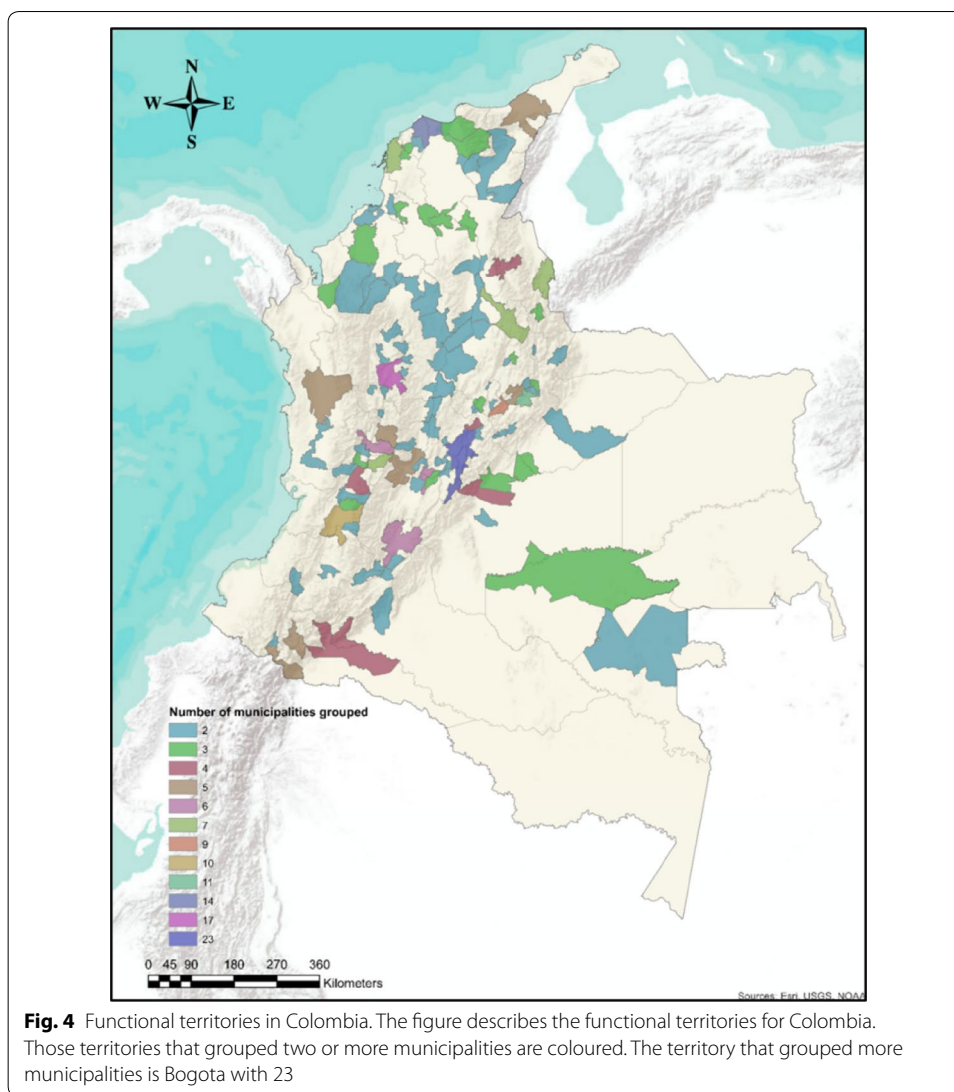 N
W E
S
Number of municipalities grouped
2
3
4
5
6
7
9
10
11
14
17
23
0 45 90 180 270 360
Kilometers
Sources: Esri, USGS, NOAA
Fig. 4 Functional territories in Colombia. The figure describes the functional territories for Colombia.
Those territories that grouped two or more municipalities are coloured. The territory that grouped more
municipalities is Bogota with 23